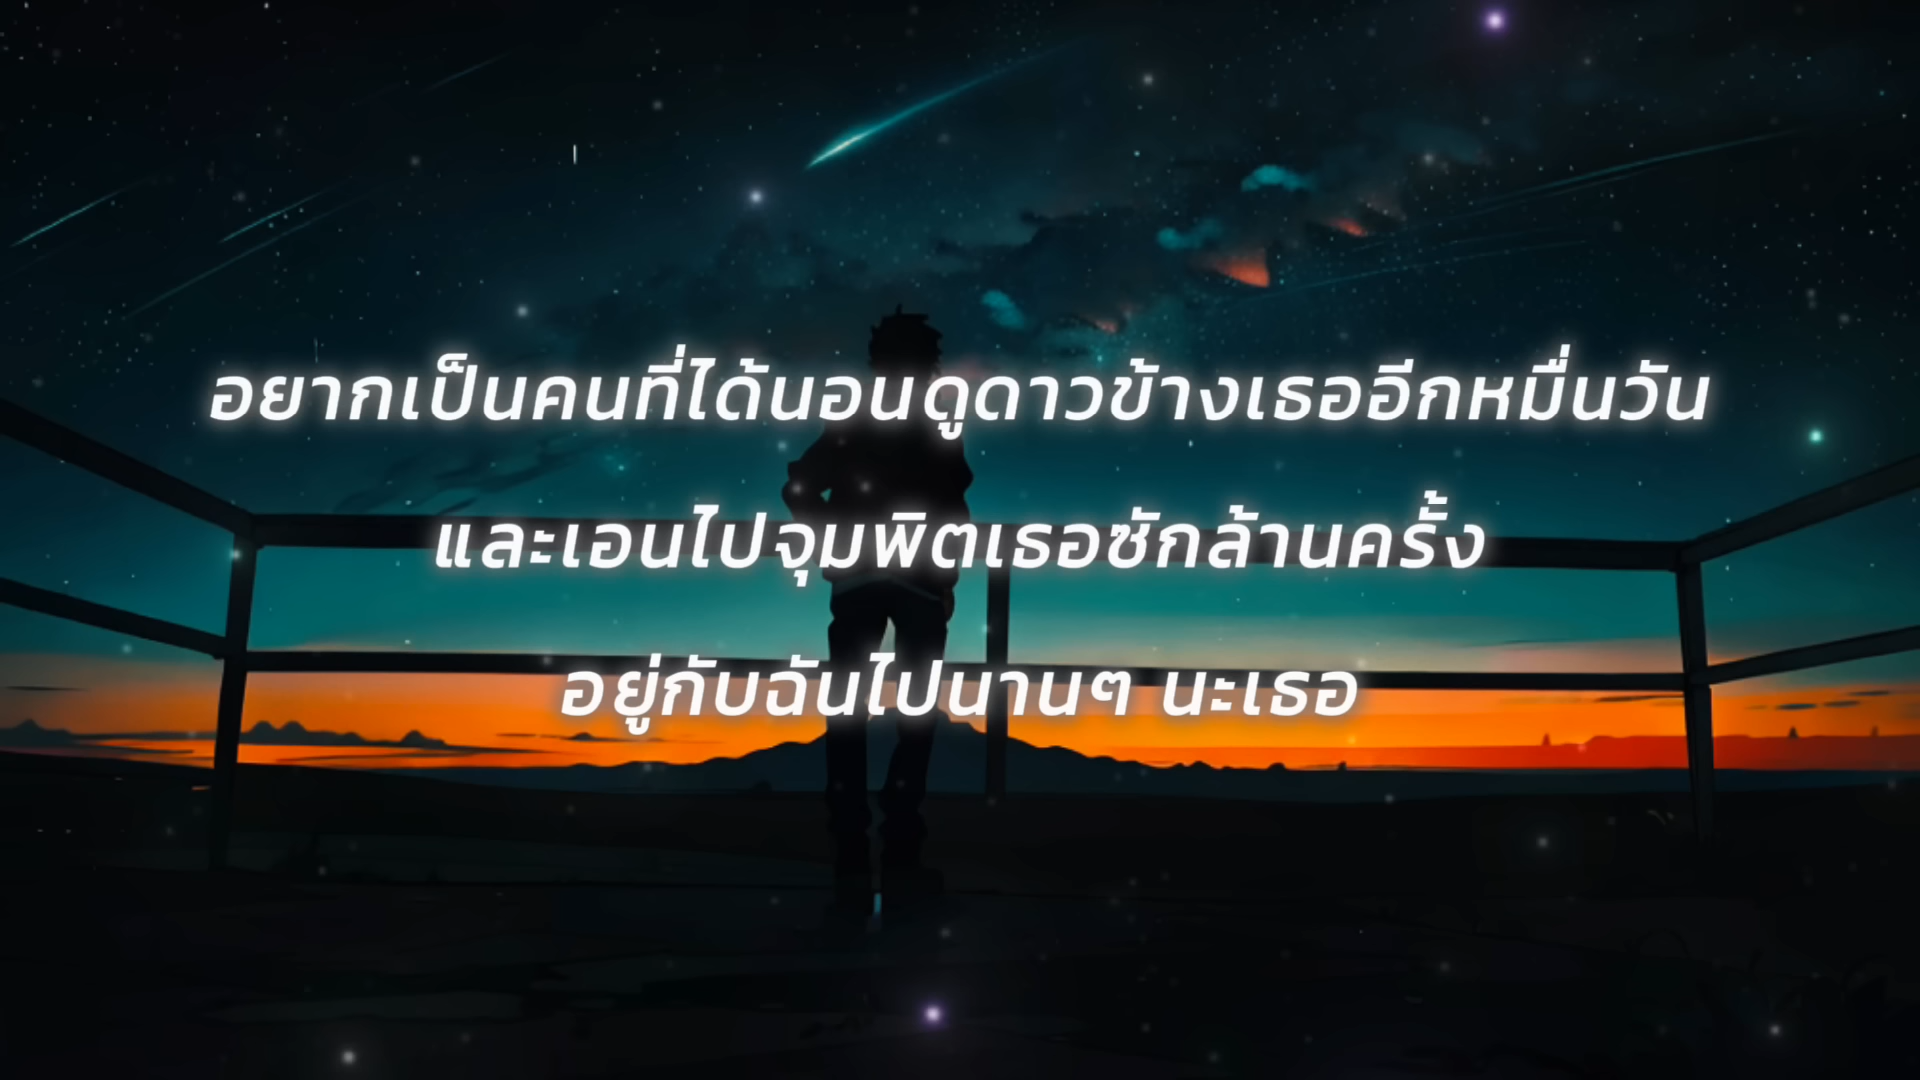 อยากเป็นคนที่ได้นอนดูดาวข้างเธออีกหมื่นวัน
และเอนไปจุมพิตเธอซักล้านครั้ง
อยู่กับฉันไปนานๆ นะเธอ